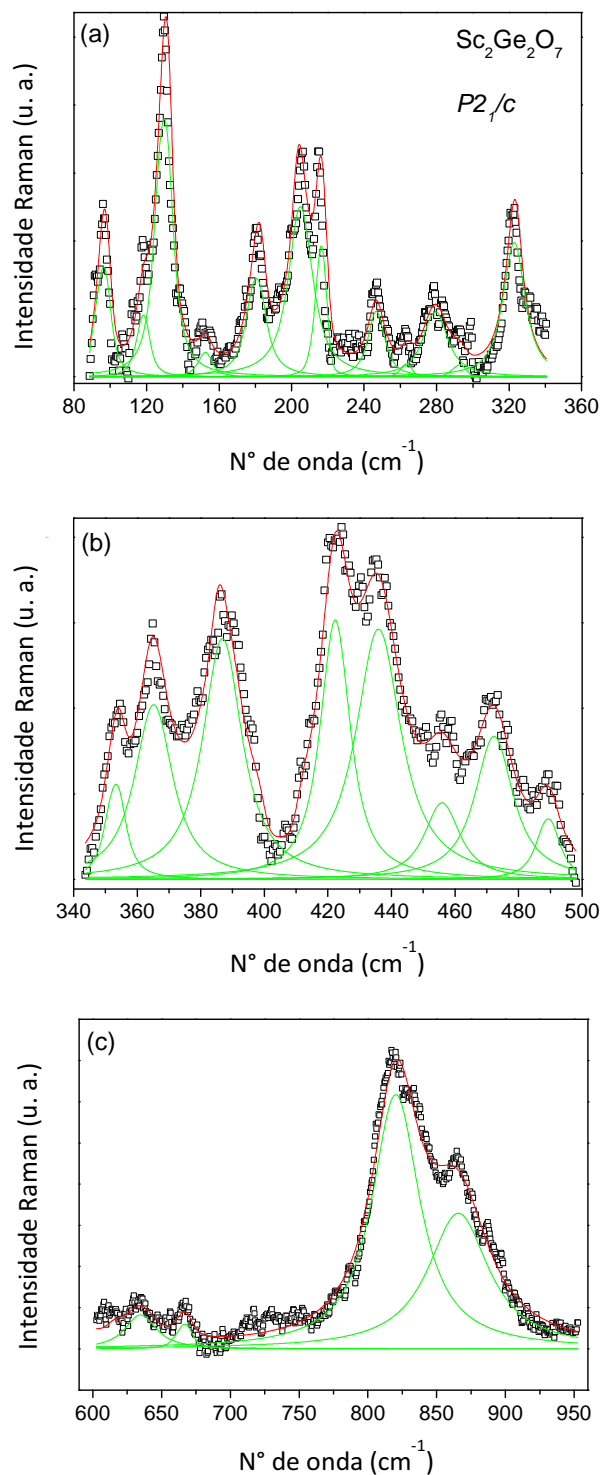 (a)
Sc₂Ge₂O₇
P2₁/c
Intensidade Raman (u. a.)
80 120 160 200 240 280 320 360
N° de onda (cm⁻¹)
(b)
Intensidade Raman (u. a.)
340 360 380 400 420 440 460 480 500
N° de onda (cm⁻¹)
(c)
Intensidade Raman (u. a.)
600 650 700 750 800 850 900 950
N° de onda (cm⁻¹)